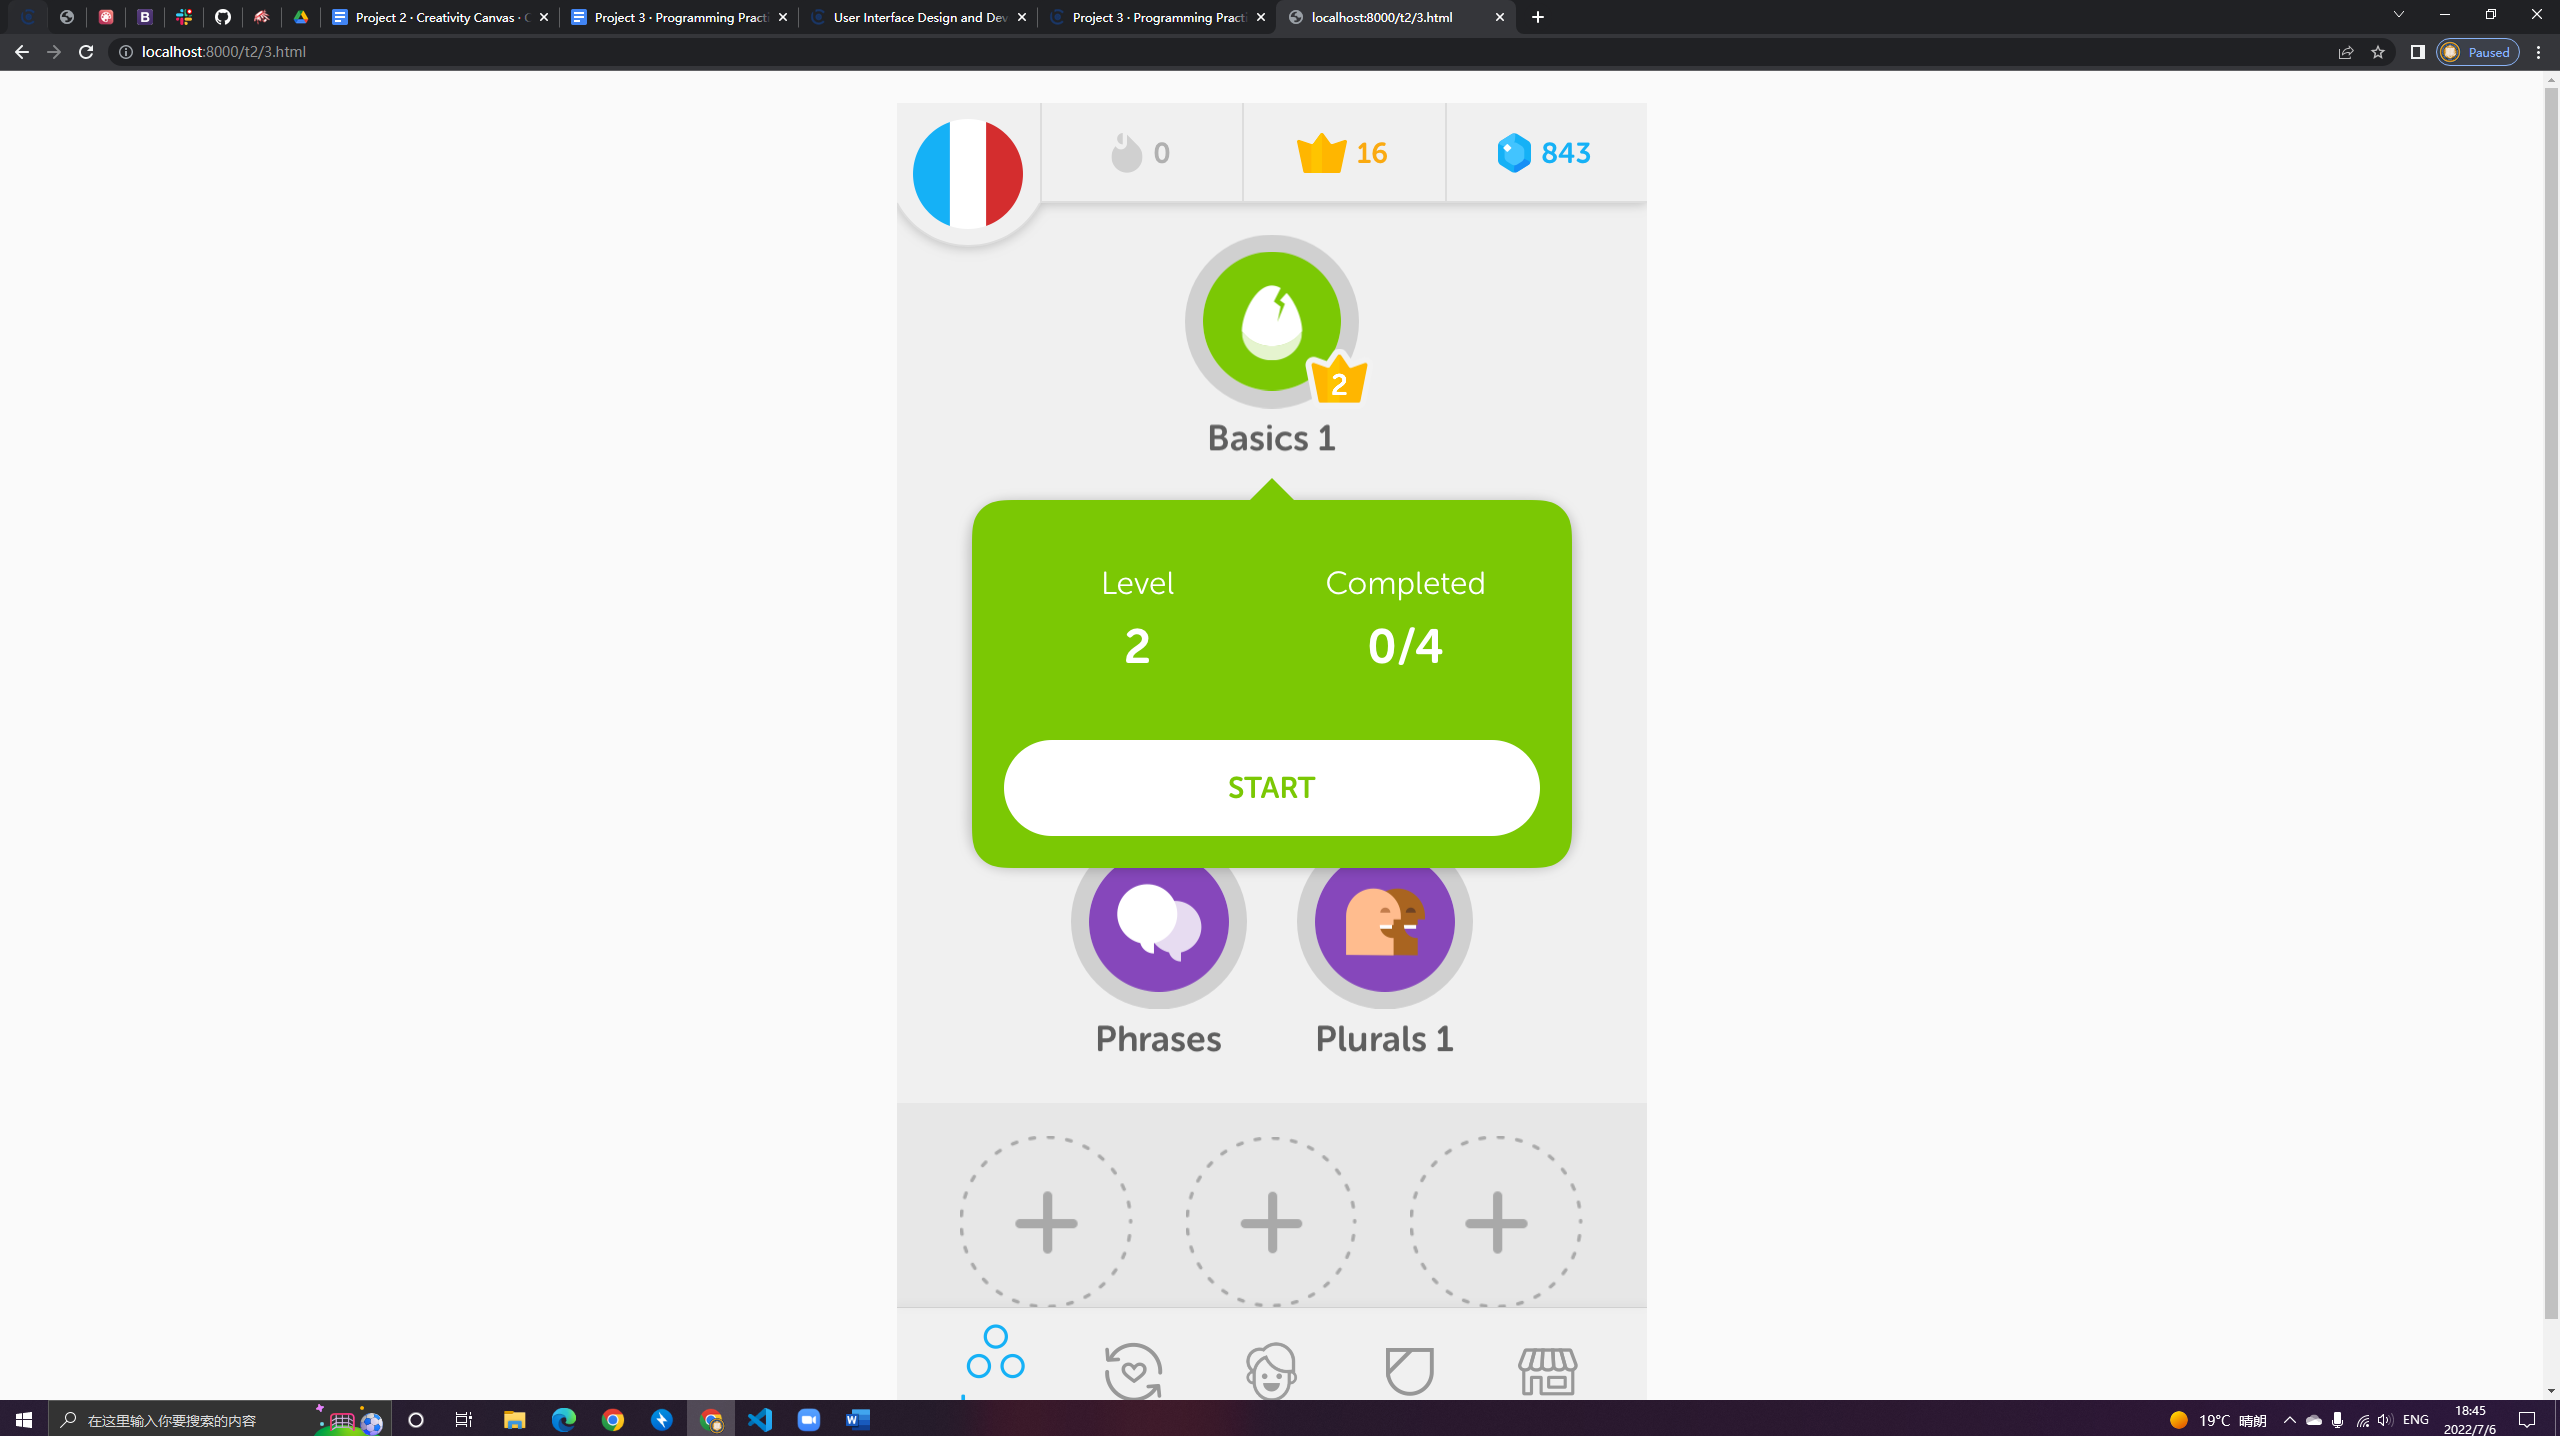 Project 2 · Creativity Canvas · C
Project 3 · Programming Practi
User Interface Design and Dev
Project 3 · Programming Practi
localhost:8000/t2/3.html
localhost:8000/t2/3.html
Paused
0
16
843
2
Basics 1
Level
Completed
2
0/4
START
Phrases
Plurals 1
在这里输入你要搜索的内容
19°C 晴朗
ENG
18:45
2022/7/6